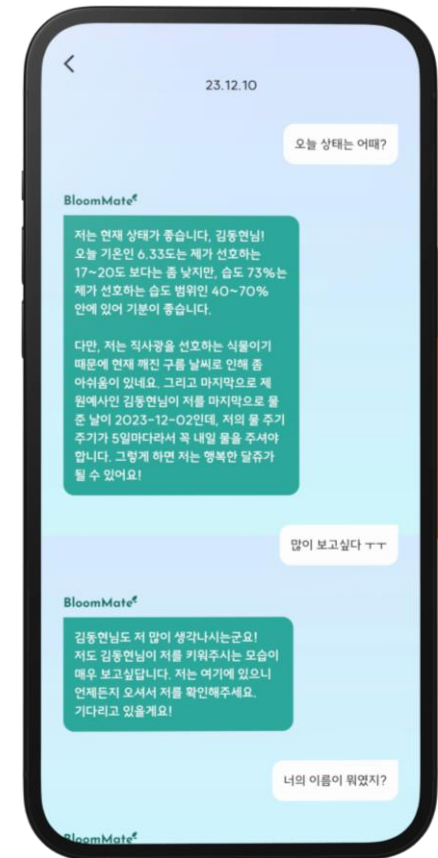 23.12.10
오늘 상태는 어때?
BloomMate
저는 현재 상태가 좋습니다, 김동현님!
오늘 기온인 6.33도는 제가 선호하는
17~20도 보다는 좀 낮지만, 습도 73%는
제가 선호하는 습도 범위인 40~70%
안에 있어 기분이 좋습니다.
다만, 저는 직사광을 선호하는 식물이기
때문에 현재 깨진 구름 날씨로 인해 좀
아쉬움이 있네요. 그리고 마지막으로 제
원예사인 김동현님이 저를 마지막으로 물
준 날이 2023-12-02인데, 저의 물 주기
주기가 5일마다라서 꼭 내일 물을 주셔야
합니다. 그렇게 하면 저는 행복한 달쥬가
될 수 있어요!
많이 보고싶다 ㅜㅜ
BloomMate
김동현님도 저 많이 생각나시는군요!
저도 김동현님이 저를 키워주시는 모습이
매우 보고싶답니다. 저는 여기에 있으니
언제든지 오셔서 저를 확인해주세요.
기다리고 있을게요!
너의 이름이 뭐였지?
BloomMate